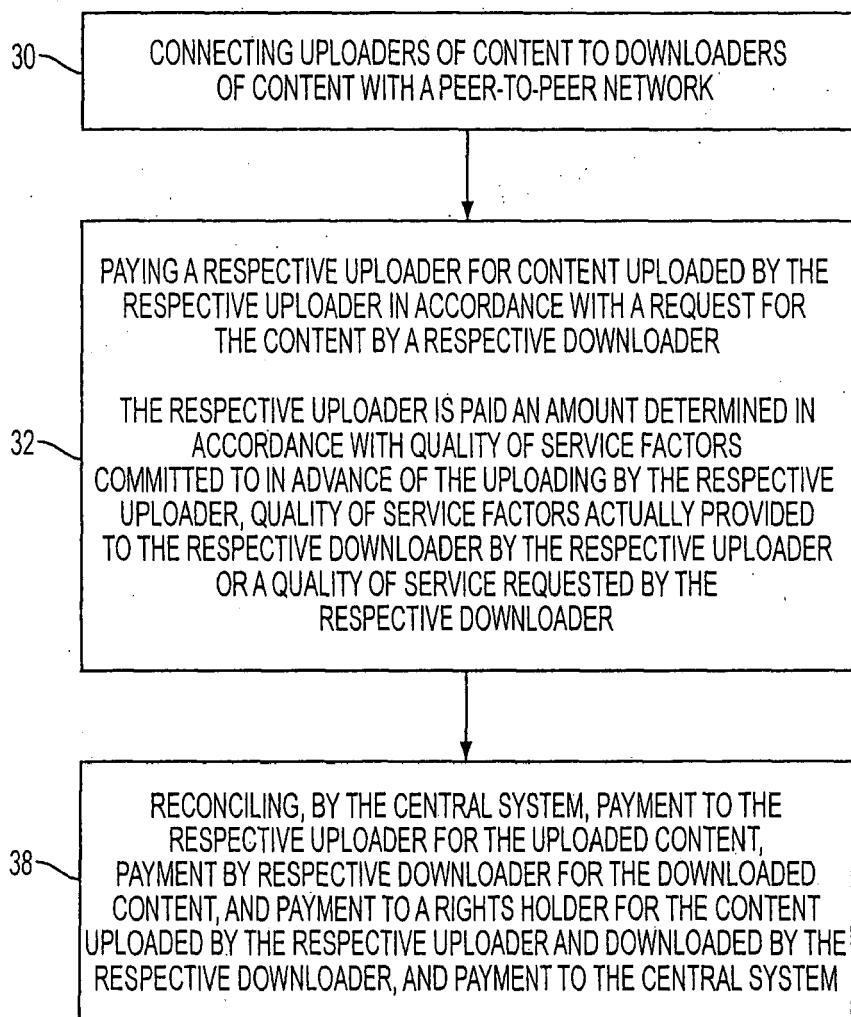 30
CONNECTING UPLOADERS OF CONTENT TO DOWNLOADERS
OF CONTENT WITH A PEER-TO-PEER NETWORK
32
PAYING A RESPECTIVE UPLOADER FOR CONTENT UPLOADED BY THE
RESPECTIVE UPLOADER IN ACCORDANCE WITH A REQUEST FOR
THE CONTENT BY A RESPECTIVE DOWNLOADER
THE RESPECTIVE UPLOADER IS PAID AN AMOUNT DETERMINED IN
ACCORDANCE WITH QUALITY OF SERVICE FACTORS
COMMITTED TO IN ADVANCE OF THE UPLOADING BY THE RESPECTIVE
UPLOADER, QUALITY OF SERVICE FACTORS ACTUALLY PROVIDED
TO THE RESPECTIVE DOWNLOADER BY THE RESPECTIVE UPLOADER
OR A QUALITY OF SERVICE REQUESTED BY THE
RESPECTIVE DOWNLOADER
38
RECONCILING, BY THE CENTRAL SYSTEM, PAYMENT TO THE
RESPECTIVE UPLOADER FOR THE UPLOADED CONTENT,
PAYMENT BY RESPECTIVE DOWNLOADER FOR THE DOWNLOADED
CONTENT, AND PAYMENT TO A RIGHTS HOLDER FOR THE CONTENT
UPLOADED BY THE RESPECTIVE UPLOADER AND DOWNLOADED BY THE
RESPECTIVE DOWNLOADER, AND PAYMENT TO THE CENTRAL SYSTEM